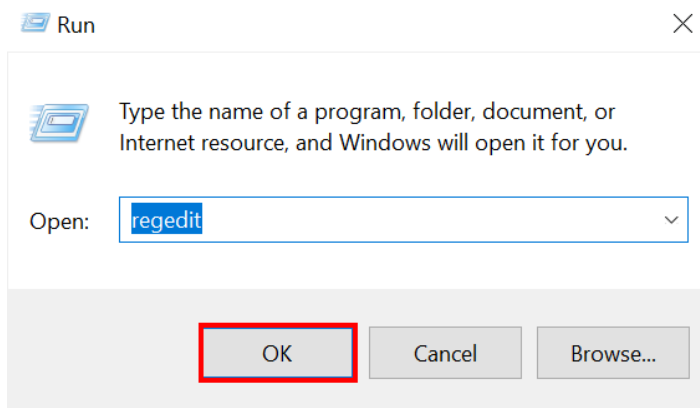 Run
Type the name of a program, folder, document, or
Internet resource, and Windows will open it for you.
Open: regedit
OK Cancel Browse...